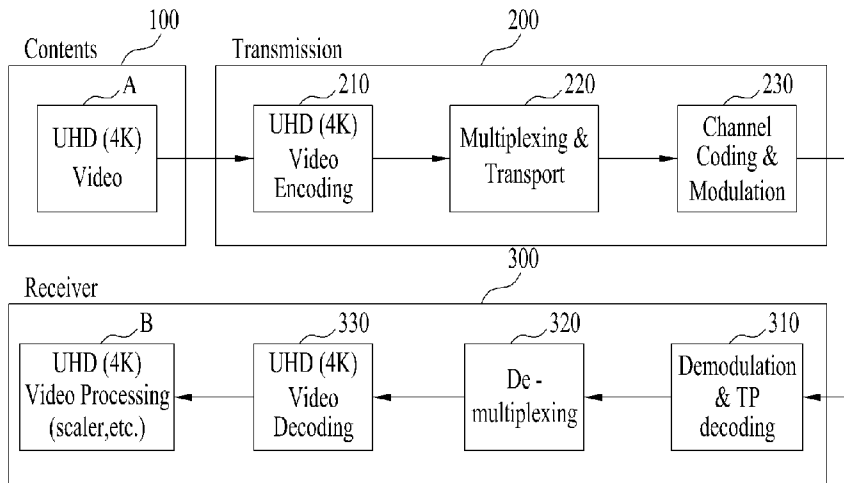 100
Contents
A
UHD (4K)
Video
200
Transmission
210
UHD (4K)
Video
Encoding
220
Multiplexing &
Transport
230
Channel
Coding &
Modulation
300
Receiver
B
UHD (4K)
Video Processing
(scaler,etc.)
330
UHD (4K)
Video
Decoding
320
De -
multiplexing
310
Demodulation
& TP
decoding